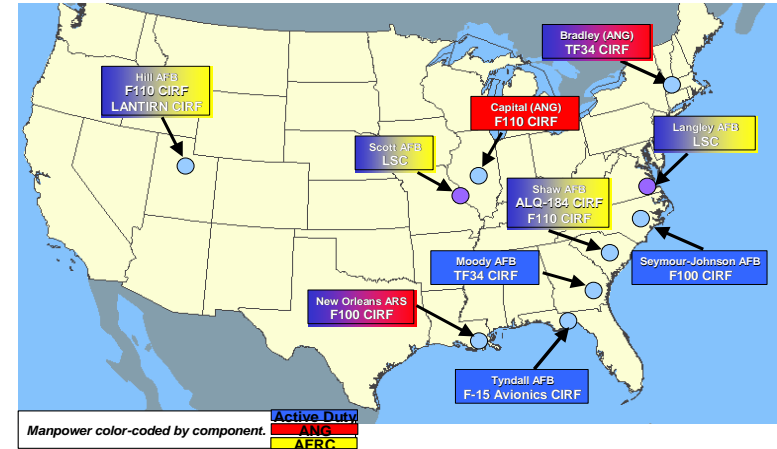 Bradley (ANG)
TF34 CIRF
Hill AFB
F110 CIRF
LANTIRN CIRF
Capital (ANG)
F110 CIRF
Langley AFB
LSC
Scott AFB
LSC
Shaw AFB
ALQ-184 CIRF
F110 CIRF
Moody AFB
TF34 CIRF
Seymour-Johnson AFB
F100 CIRF
New Orleans ARS
F100 CIRF
Tyndall AFB
F-15 Avionics CIRF
Manpower color-coded by component.
Active Duty
ANG
AFRC